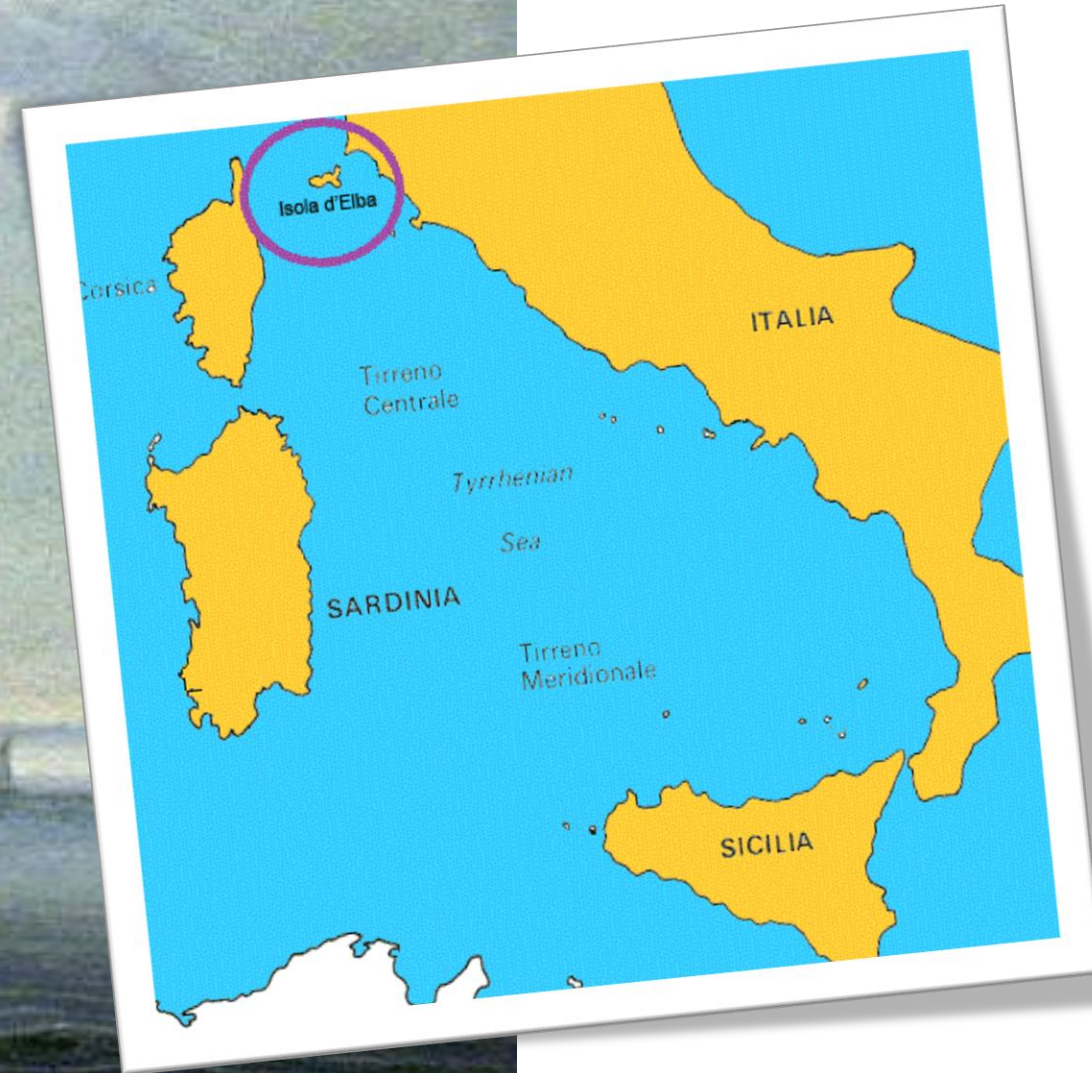 Isola d'Elba
Corsica
ITALIA
Tirreno
Centrale
Tyrrhenian
Sea
SARDINIA
Tirreno
Meridionale
SICILIA